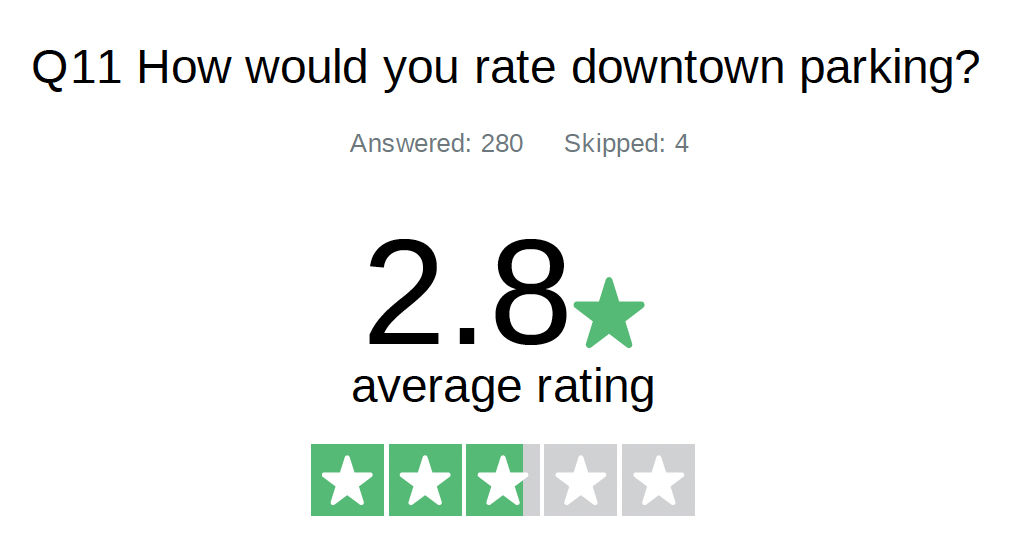 Q11 How would you rate downtown parking?
Answered: 280 Skipped: 4
2.8
average rating